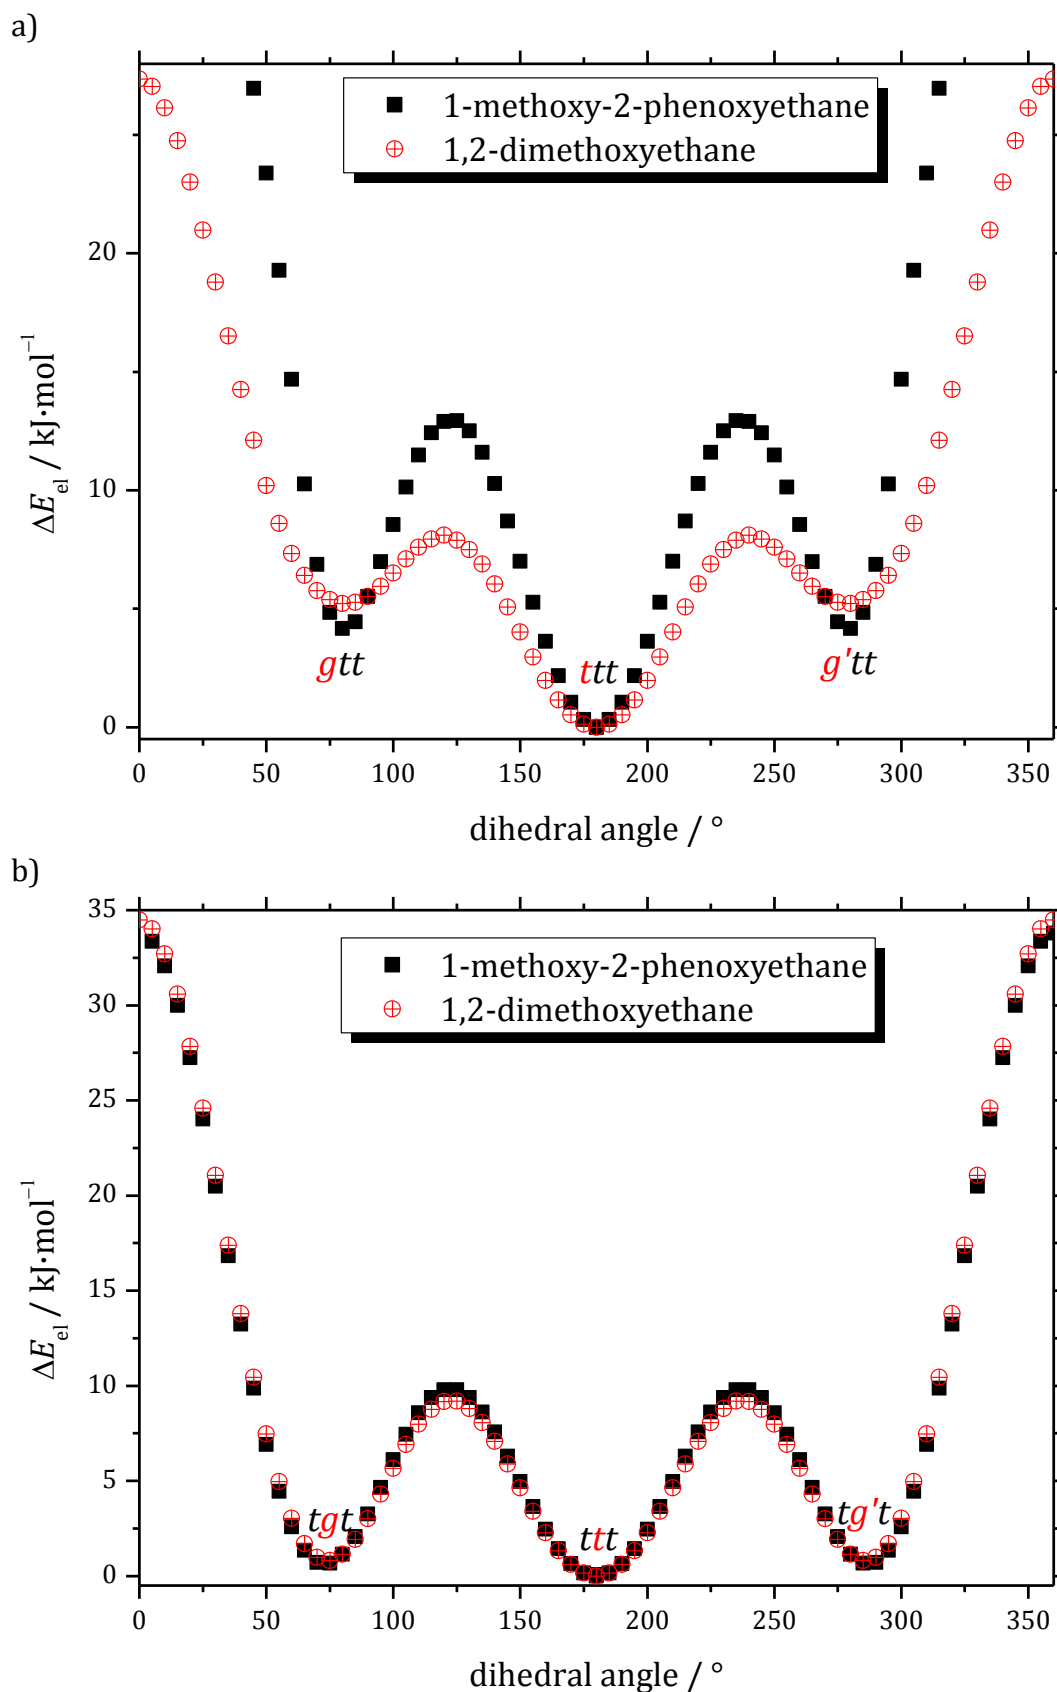 a)
1-methoxy-2-phenoxyethane
1,2-dimethoxyethane
20
10
0
ΔE_el / kJ·mol⁻¹
gtt
ttt
g'tt
0 50 100 150 200 250 300 350
dihedral angle / °
b)
35
30
25
20
15
10
5
0
1-methoxy-2-phenoxyethane
1,2-dimethoxyethane
ΔE_el / kJ·mol⁻¹
tgt
ttt
tg't
0 50 100 150 200 250 300 350
dihedral angle / °